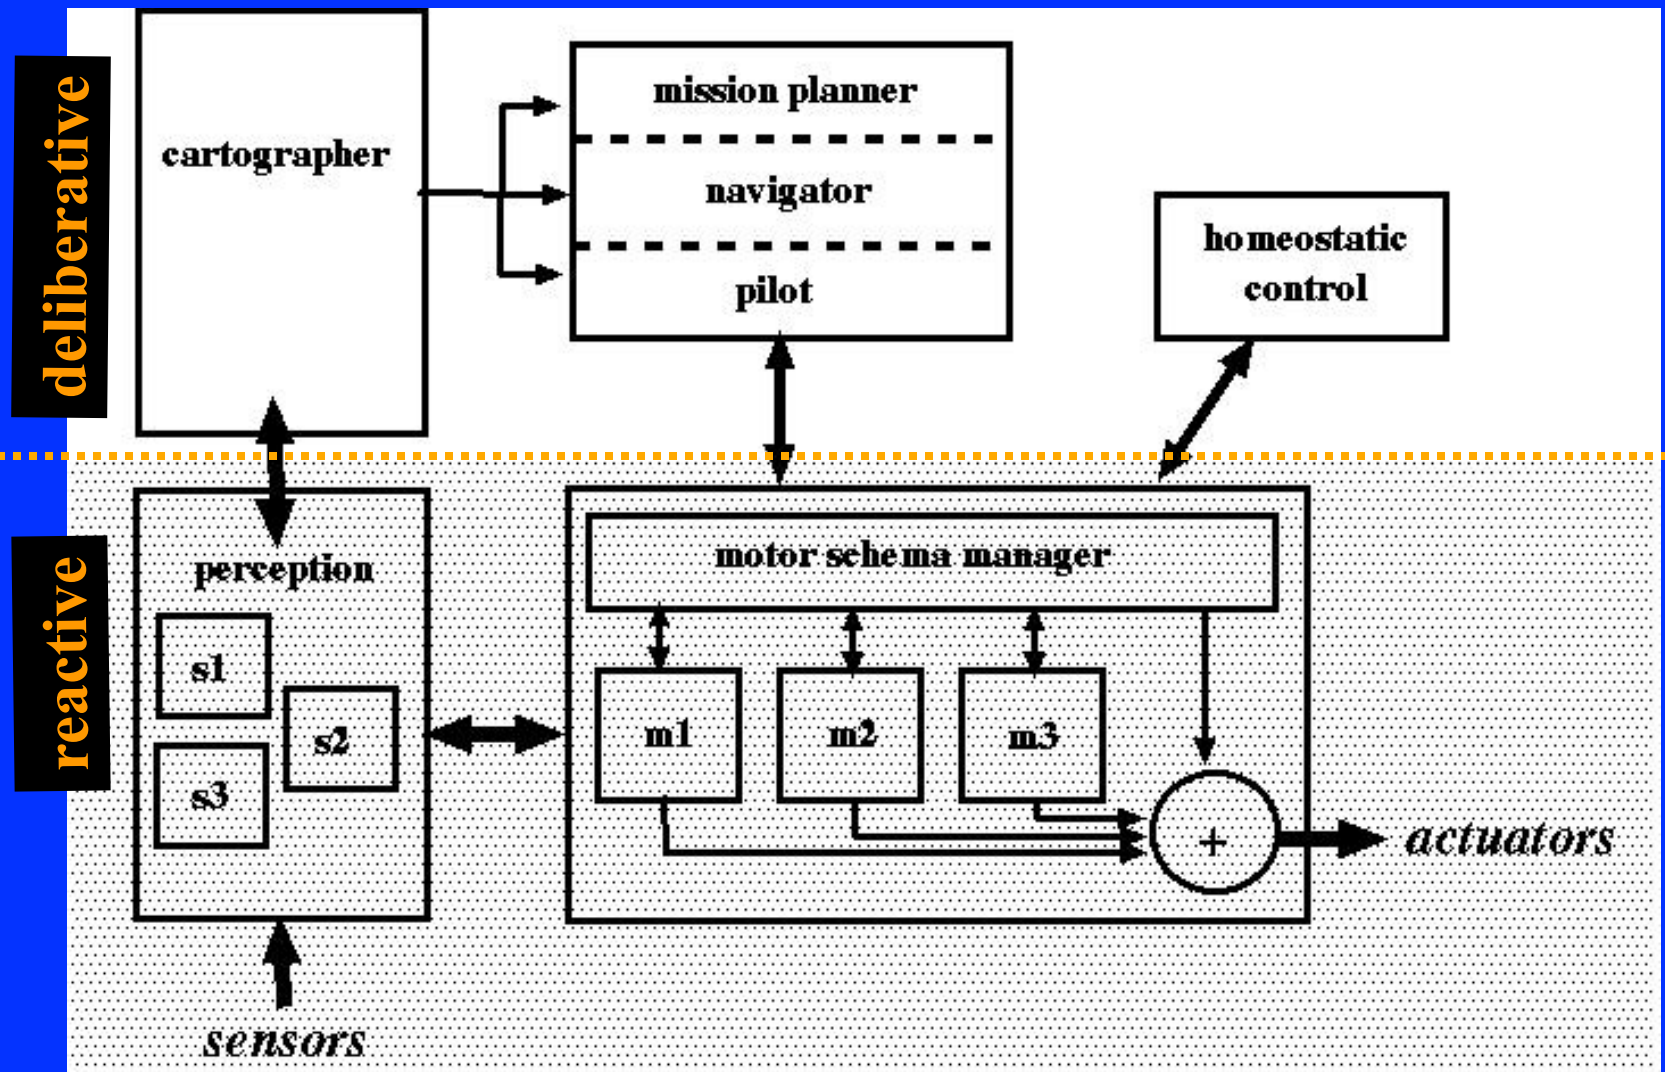 deliberative
cartographer
mission planner
navigator
pilot
homeostatic
control
reactive
perception
s1
s2
s3
motor schema manager
m1
m2
m3
+
actuators
sensors